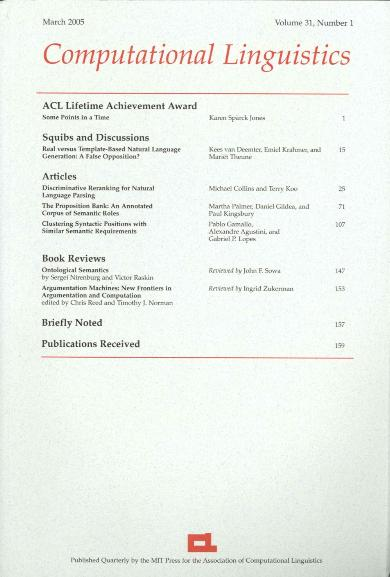 March 2005 Volume 31, Number 1
Computational Linguistics
ACL Lifetime Achievement Award
Some Points in a Time Karen Sparck Jones 1
Squibs and Discussions
Real versus Template-Based Natural Language Kees van Deemter, Emiel Krahmer, and 15
Generation: A False Opposition? Mariët Theune
Articles
Discriminative Reranking for Natural Michael Collins and Terry Koo 25
Language Parsing
The Proposition Bank: An Annotated Martha Palmer, Daniel Gildea, and 71
Corpus of Semantic Roles Paul Kingsbury
Clustering Syntactic Positions with Pablo Gamallo, 107
Similar Semantic Requirements Alexandre Agustini, and
Gabriel P. Lopes
Book Reviews
Ontological Semantics Reviewed by John F. Sowa 147
by Sergei Nirenburg and Victor Raskin
Argumentation Machines: New Frontiers in Reviewed by Ingrid Zukerman 153
Argumentation and Computation
edited by Chris Reed and Timothy J. Norman
Briefly Noted 157
Publications Received 159
Published Quarterly by the MIT Press for the Association of Computational Linguistics